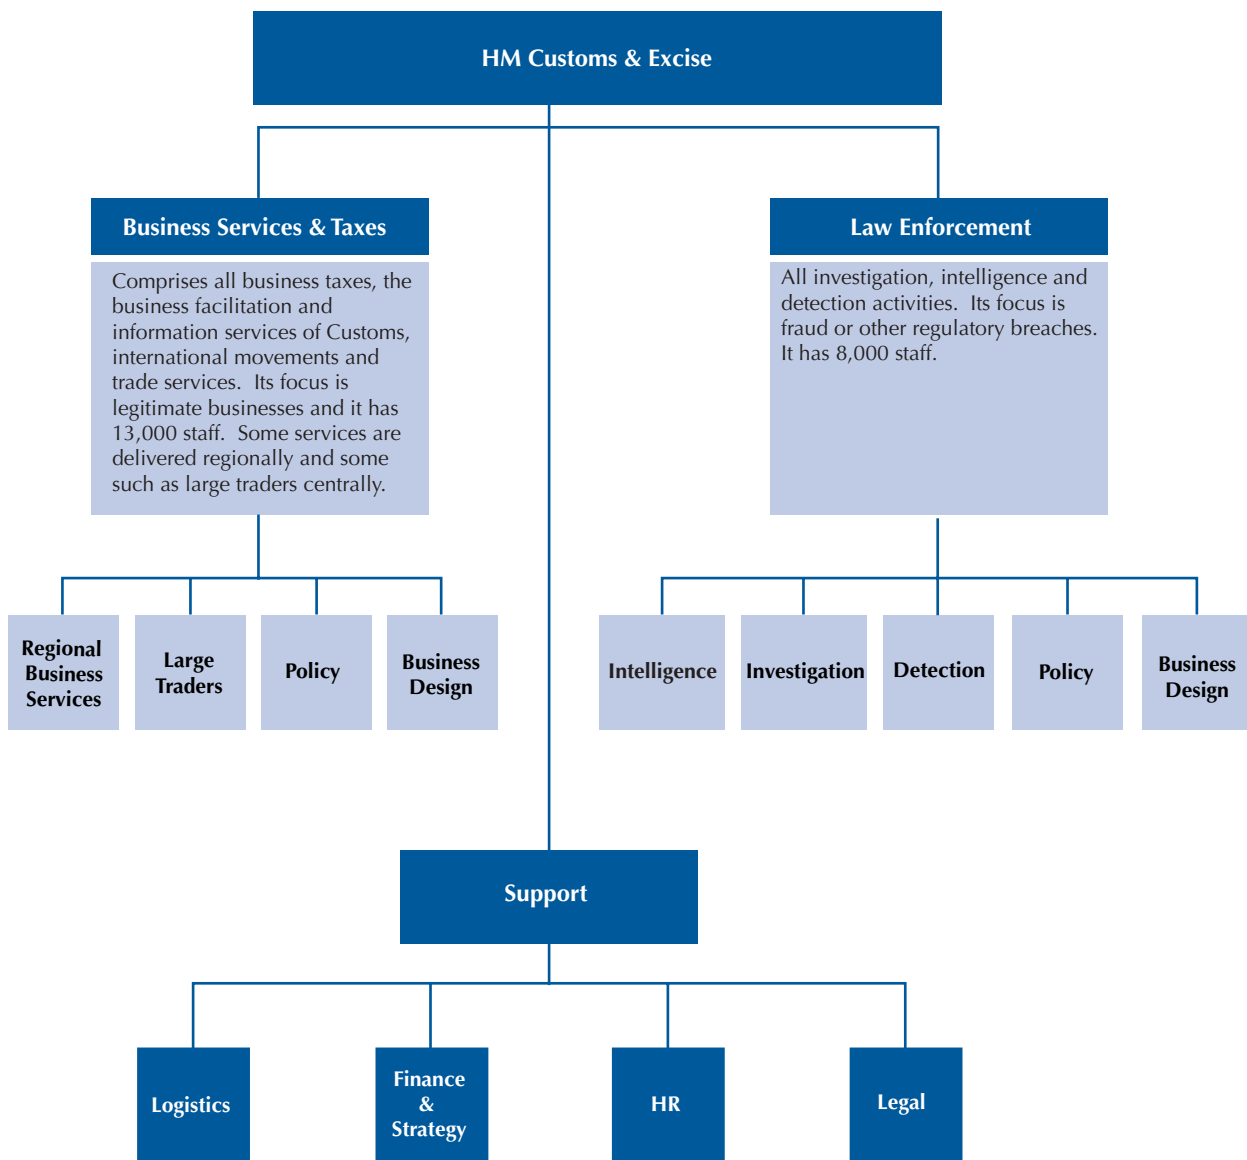 HM Customs & Excise
Business Services & Taxes
Comprises all business taxes, the
business facilitation and
information services of Customs,
international movements and
trade services.  Its focus is
legitimate businesses and it has
13,000 staff.  Some services are
delivered regionally and some
such as large traders centrally.
Law Enforcement
All investigation, intelligence and
detection activities.  Its focus is
fraud or other regulatory breaches.
It has 8,000 staff.
Regional
Business
Services
Large
Traders
Policy
Business
Design
Intelligence
Investigation
Detection
Policy
Business
Design
Support
Logistics
Finance
&
Strategy
HR
Legal